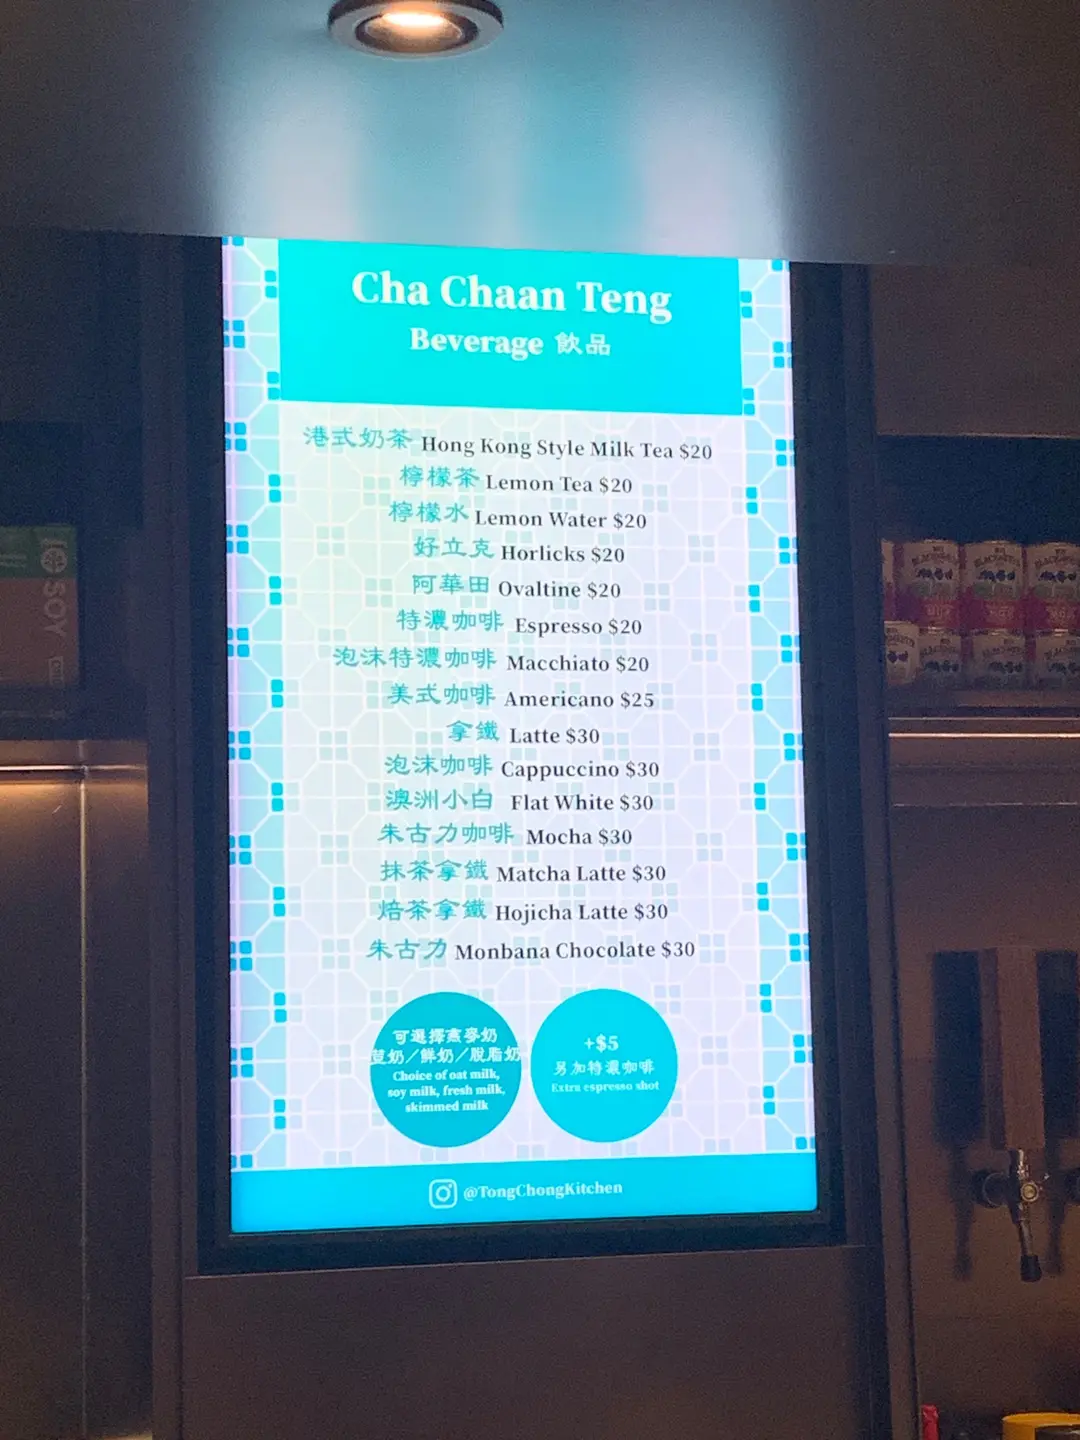 Cha Chaan Teng
Beverage 飲品
港式奶茶 Hong Kong Style Milk Tea $20
檸檬茶 Lemon Tea $20
檸檬水 Lemon Water $20
好立克 Horlicks $20
阿華田 Ovaltine $20
特濃咖啡 Espresso $20
泡沫特濃咖啡 Macchiato $20
美式咖啡 Americano $25
拿鐵 Latte $30
泡沫咖啡 Cappuccino $30
澳洲小白 Flat White $30
朱古力咖啡 Mocha $30
抹茶拿鐵 Matcha Latte $30
焙茶拿鐵 Hojicha Latte $30
朱古力 Monbana Chocolate $30
可選擇燕麥奶
荳奶／鮮奶／脫脂奶
Choice of oat milk,
soy milk, fresh milk,
skimmed milk
+$5
另加特濃咖啡
Extra espresso shot
@TongChongKitchen
SOY